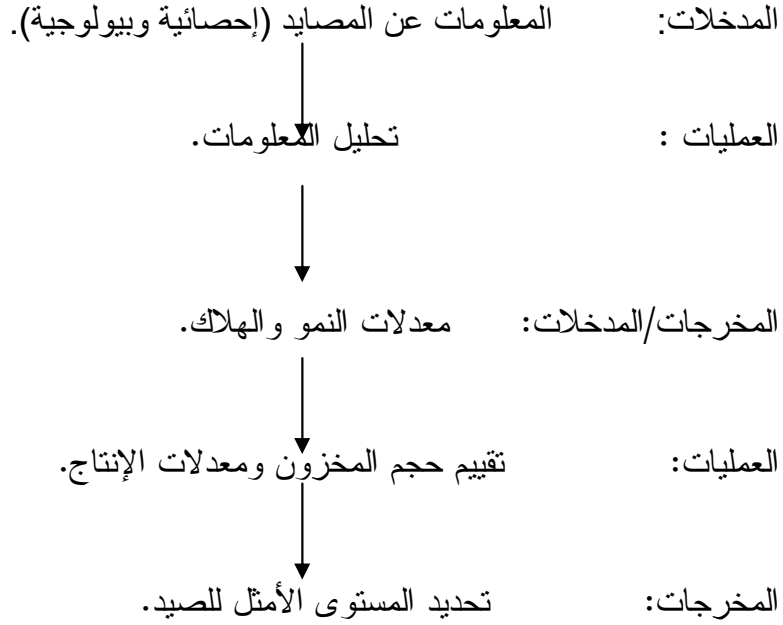 المدخلات: المعلومات عن المصايد (إحصائية وبيولوجية).
العمليات : تحليل المعلومات.
المخرجات/المدخلات: معدلات النمو والهلاك.
العمليات: تقييم حجم المخزون ومعدلات الإنتاج.
المخرجات: تحديد المستوى الأمثل للصيد.